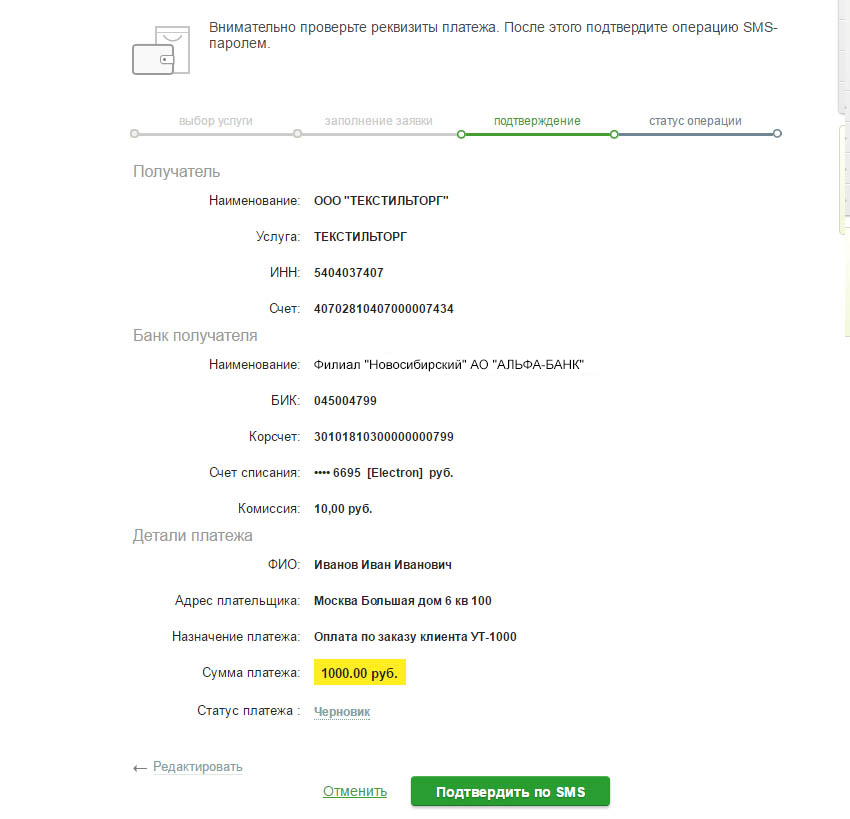 Внимательно проверьте реквизиты платежа. После этого подтвердите операцию SMS-
паролем.
выбор услуги заполнение заявки подтверждение статус операции
Получатель
Наименование: ООО "ТЕКСТИЛЬТОРГ"
Услуга: ТЕКСТИЛЬТОРГ
ИНН: 5404037407
Счет: 40702810407000007434
Банк получателя
Наименование: Филиал "Новосибирский" АО "АЛЬФА-БАНК"
БИК: 045004799
Корсчет: 30101810300000000799
Счет списания: •••• 6695 [Electron] руб.
Комиссия: 10,00 руб.
Детали платежа
ФИО: Иванов Иван Иванович
Адрес плательщика: Москва Большая дом 6 кв 100
Назначение платежа: Оплата по заказу клиента УТ-1000
Сумма платежа: 1000.00 руб.
Статус платежа : Черновик
← Редактировать
Отменить Подтвердить по SMS